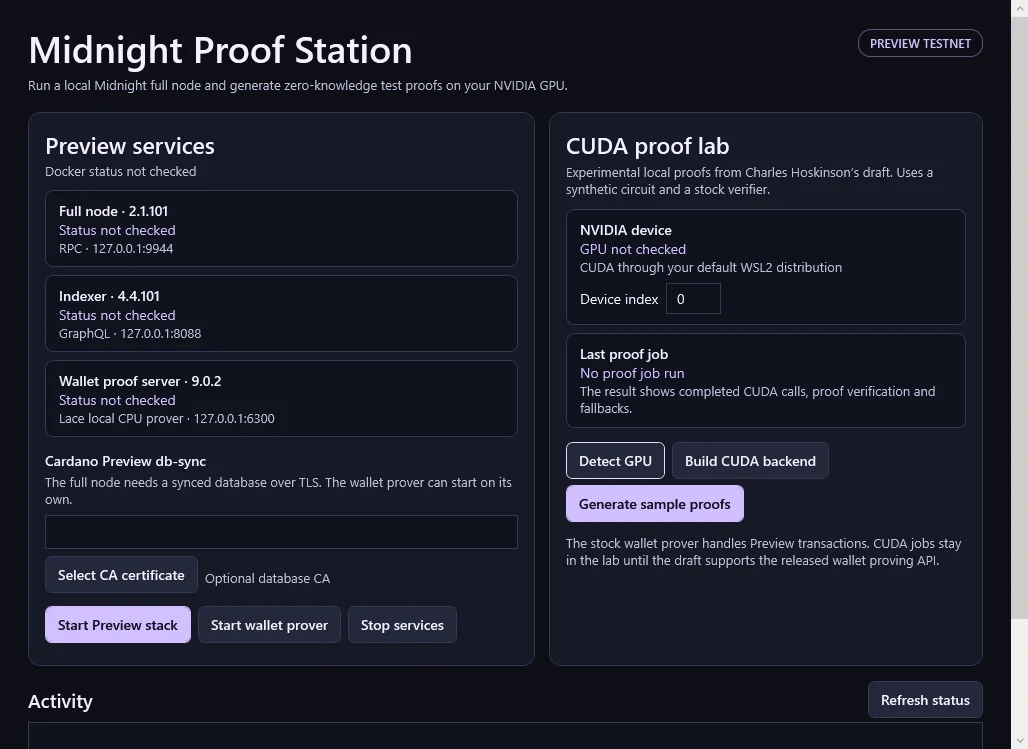 Midnight Proof Station
PREVIEW TESTNET
Run a local Midnight full node and generate zero-knowledge test proofs on your NVIDIA GPU.
Preview services
Docker status not checked
Full node · 2.1.101
Status not checked
RPC · 127.0.0.1:9944
Indexer · 4.4.101
Status not checked
GraphQL · 127.0.0.1:8088
Wallet proof server · 9.0.2
Status not checked
Lace local CPU prover · 127.0.0.1:6300
Cardano Preview db-sync
The full node needs a synced database over TLS. The wallet prover can start on its
own.
Select CA certificate
Optional database CA
Start Preview stack
Start wallet prover
Stop services
CUDA proof lab
Experimental local proofs from Charles Hoskinson's draft. Uses a
synthetic circuit and a stock verifier.
NVIDIA device
GPU not checked
CUDA through your default WSL2 distribution
Device index
0
Last proof job
No proof job run
The result shows completed CUDA calls, proof verification and
fallbacks.
Detect GPU
Build CUDA backend
Generate sample proofs
The stock wallet prover handles Preview transactions. CUDA jobs stay
in the lab until the draft supports the released wallet proving API.
Activity
Refresh status